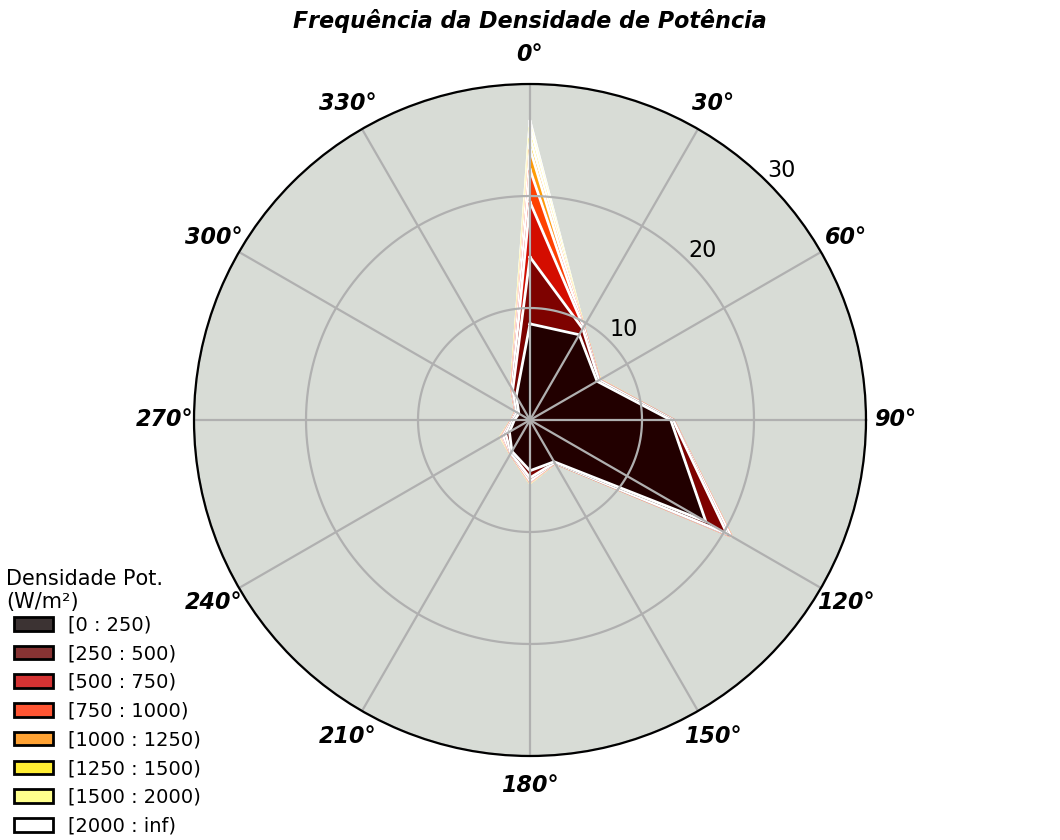 Frequência da Densidade de Potência
0°
330°
30°
30
300°
60°
20
10
270°
90°
Densidade Pot.
(W/m²)
240°
120°
[0 : 250)
[250 : 500)
[500 : 750)
[750 : 1000)
210°
150°
[1000 : 1250)
[1250 : 1500)
180°
[1500 : 2000)
[2000 : inf)